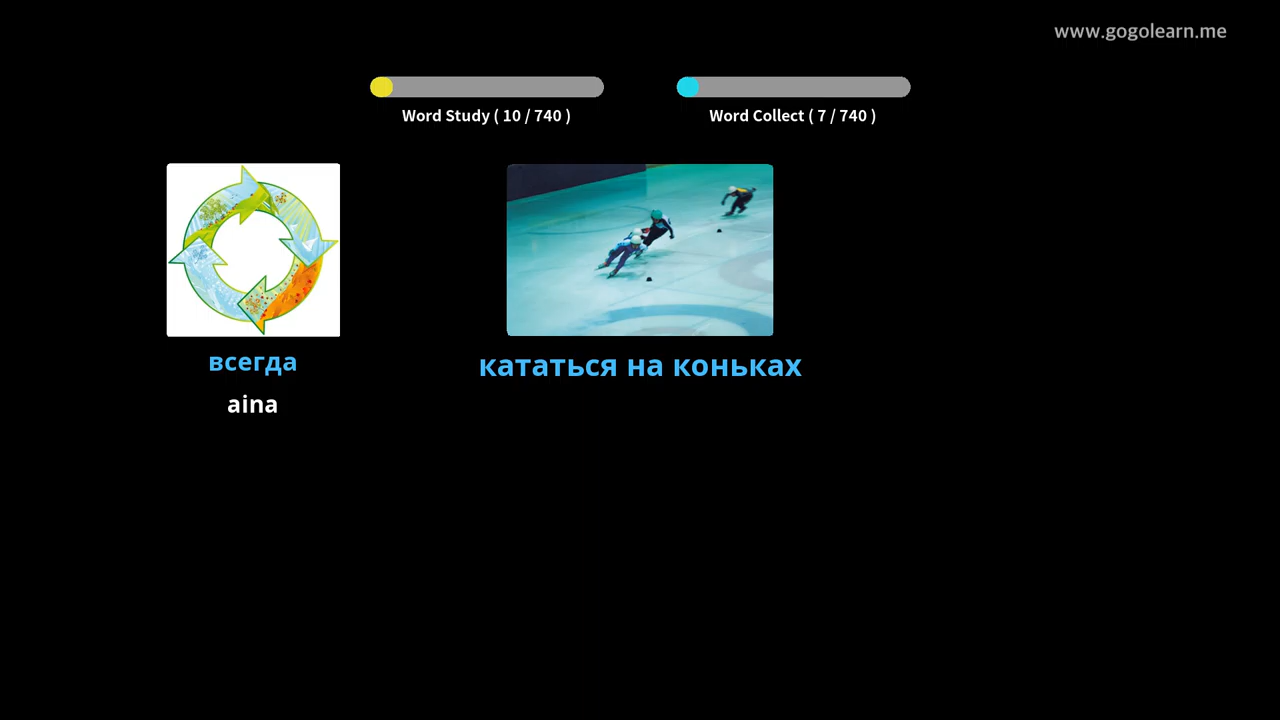 www.gogolearn.me
Word Study ( 10 / 740 )
Word Collect ( 7 / 740 )
всегда
aina
кататься на коньках